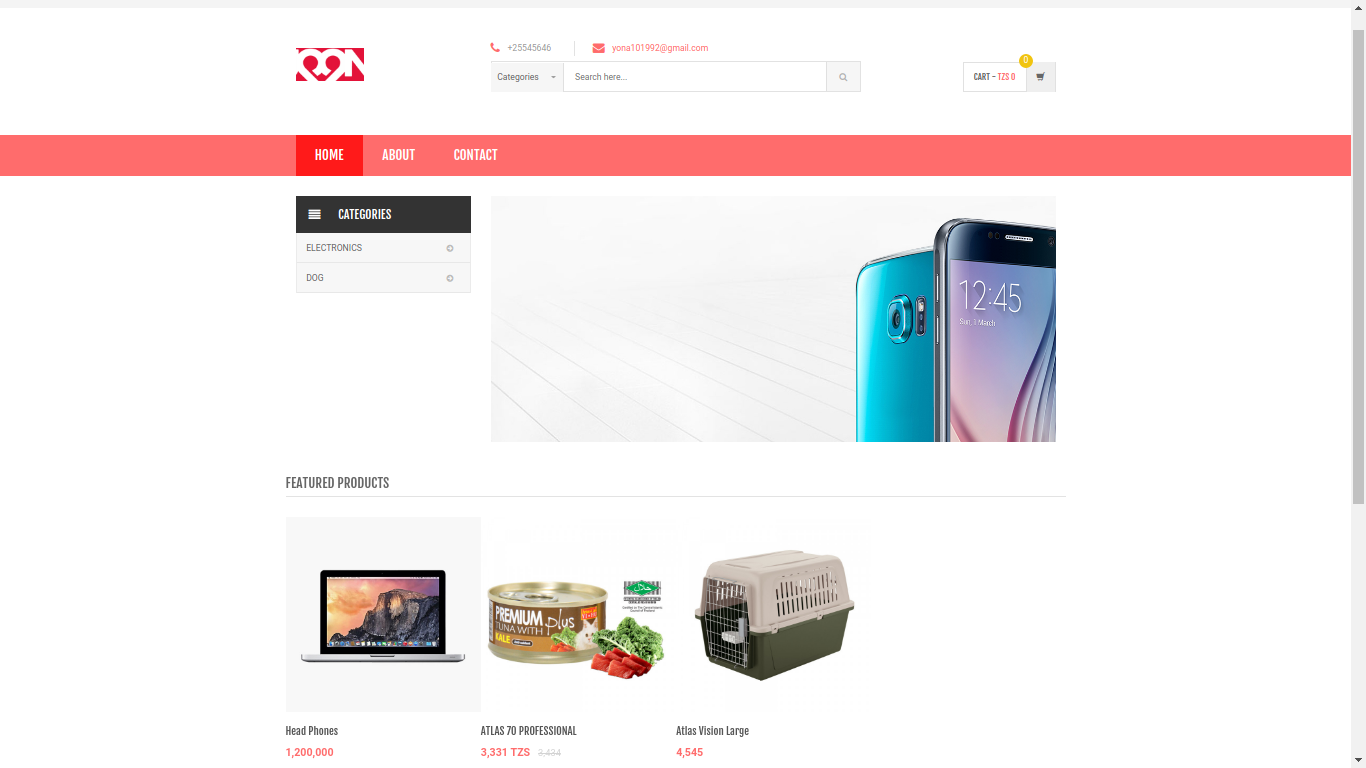 +25545646
yona101992@gmail.com
Categories
Search here...
CART - TZS 0
0
HOME
ABOUT
CONTACT
CATEGORIES
ELECTRONICS
DOG
12:45
Sun, 1 March
FEATURED PRODUCTS
PREMIUM plus
TUNA WITH
KALE
Head Phones
ATLAS 70 PROFESSIONAL
Atlas Vision Large
1,200,000
3,331 TZS 2,434
4,545